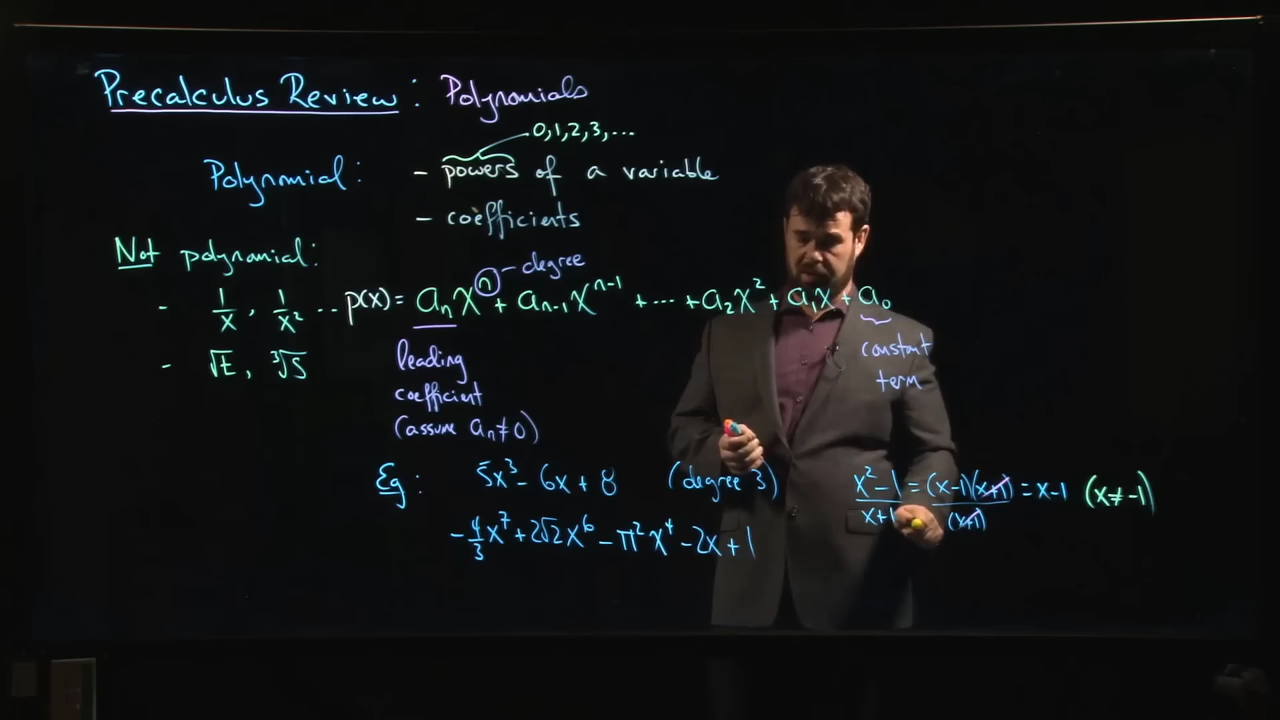 Precalculus Review: Polynomials
0,1,2,3,...
Polynomial: - powers of a variable
- coefficients
Not polynomial:
degree
- 1/x, 1/x² ... p(x) = aₙxⁿ + aₙ₋₁xⁿ⁻¹ + ... + a₂x² + a₁x + a₀
- √t, ³√s
leading
coefficient
(assume aₙ≠0)
constant
term
Eg: 5x³ - 6x + 8 (degree 3)
(x²-1)/(x+1) = (x-1)(x+1)/(x+1) = x-1 (x≠-1)
-4/3x⁷ + 2√2x⁶ - π²x⁴ - 2x + 1